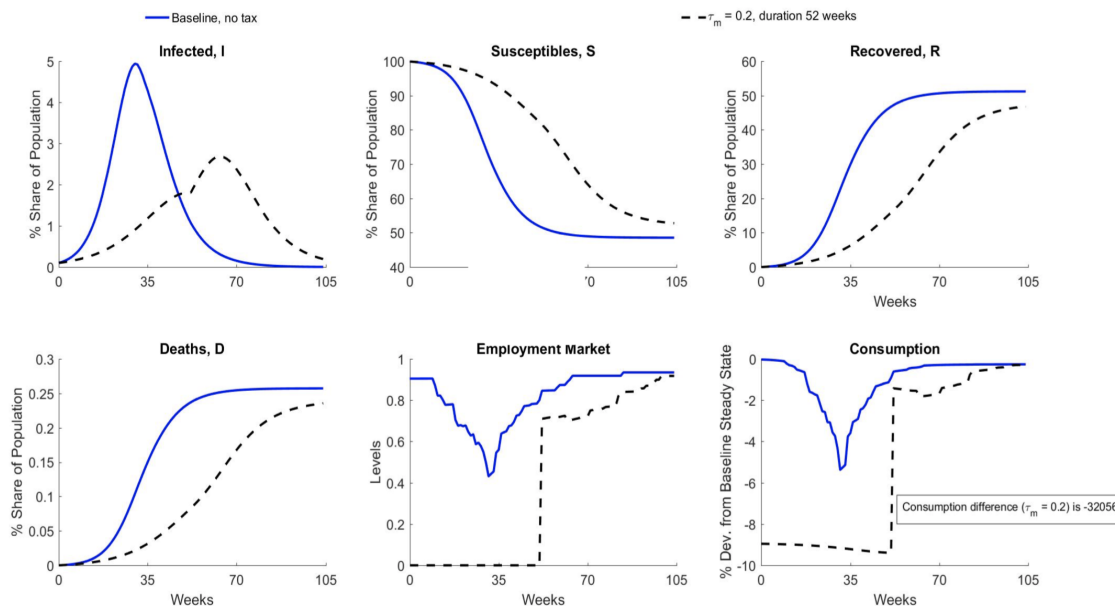 Baseline, no tax
τm = 0.2, duration 52 weeks
Infected, I
5
4
3
2
1
0
% Share of Population
0 35 70 105
Susceptibles, S
100
90
80
70
60
50
40
% Share of Population
0 70 105
Recovered, R
60
50
40
30
20
10
0
% Share of Population
0 35 70 105
Weeks
Deaths, D
0.3
0.25
0.2
0.15
0.1
0.05
0
% Share of Population
0 35 70 105
Weeks
Employment Market
1
0.8
0.6
0.4
0.2
0
Levels
0 35 70 105
Weeks
Consumption
0
-2
-4
-6
-8
-10
% Dev. from Baseline Steady State
Consumption difference (τm = 0.2) is -32056
0 35 70 105
Weeks